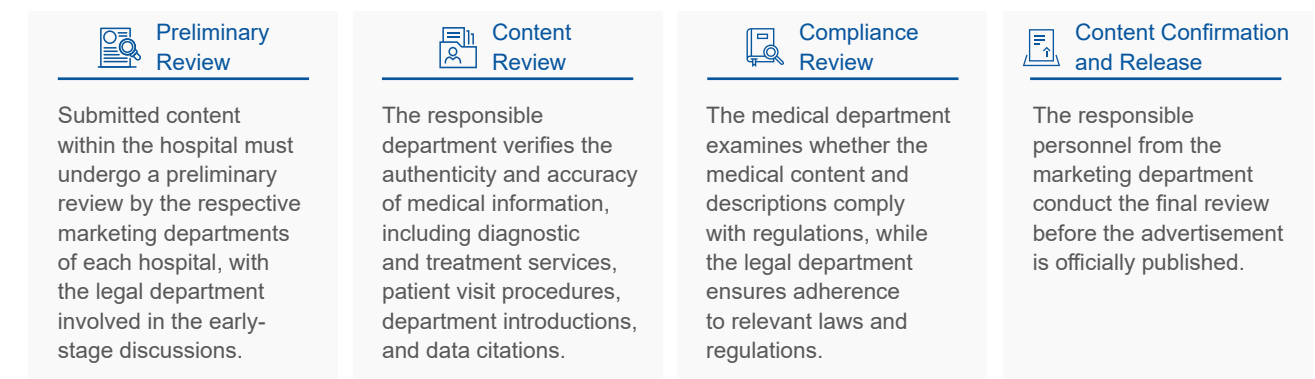 Preliminary
Review
Submitted content
within the hospital must
undergo a preliminary
review by the respective
marketing departments
of each hospital, with
the legal department
involved in the early-
stage discussions.
Content
Review
The responsible
department verifies the
authenticity and accuracy
of medical information,
including diagnostic
and treatment services,
patient visit procedures,
department introductions,
and data citations.
Compliance
Review
The medical department
examines whether the
medical content and
descriptions comply
with regulations, while
the legal department
ensures adherence
to relevant laws and
regulations.
Content Confirmation
and Release
The responsible
personnel from the
marketing department
conduct the final review
before the advertisement
is officially published.